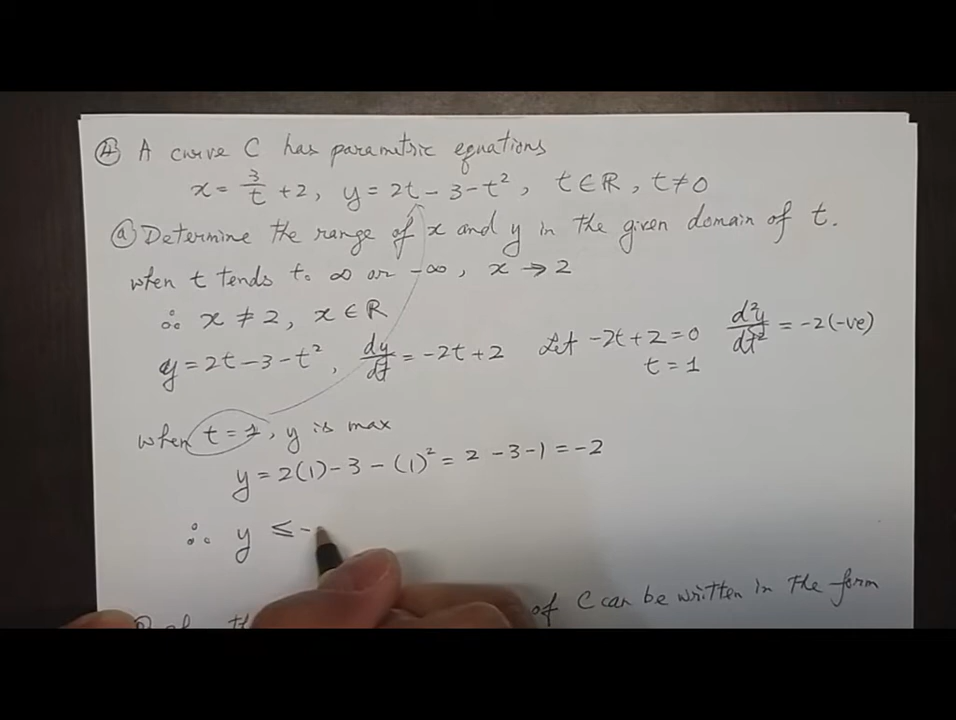 ④ A curve C has parametric equations
x = 3/t + 2, y = 2t - 3 - t², t ∈ ℝ, t ≠ 0
ⓐ Determine the range of x and y in the given domain of t.
when t tends to ∞ or -∞, x → 2
∴ x ≠ 2, x ∈ ℝ
y = 2t - 3 - t², dy/dt = -2t + 2 Let -2t + 2 = 0 d²y/dt² = -2 (-ve)
t = 1
when t = 1, y is max
y = 2(1) - 3 - (1)² = 2 - 3 - 1 = -2
∴ y ≤ -
of C can be written in the form